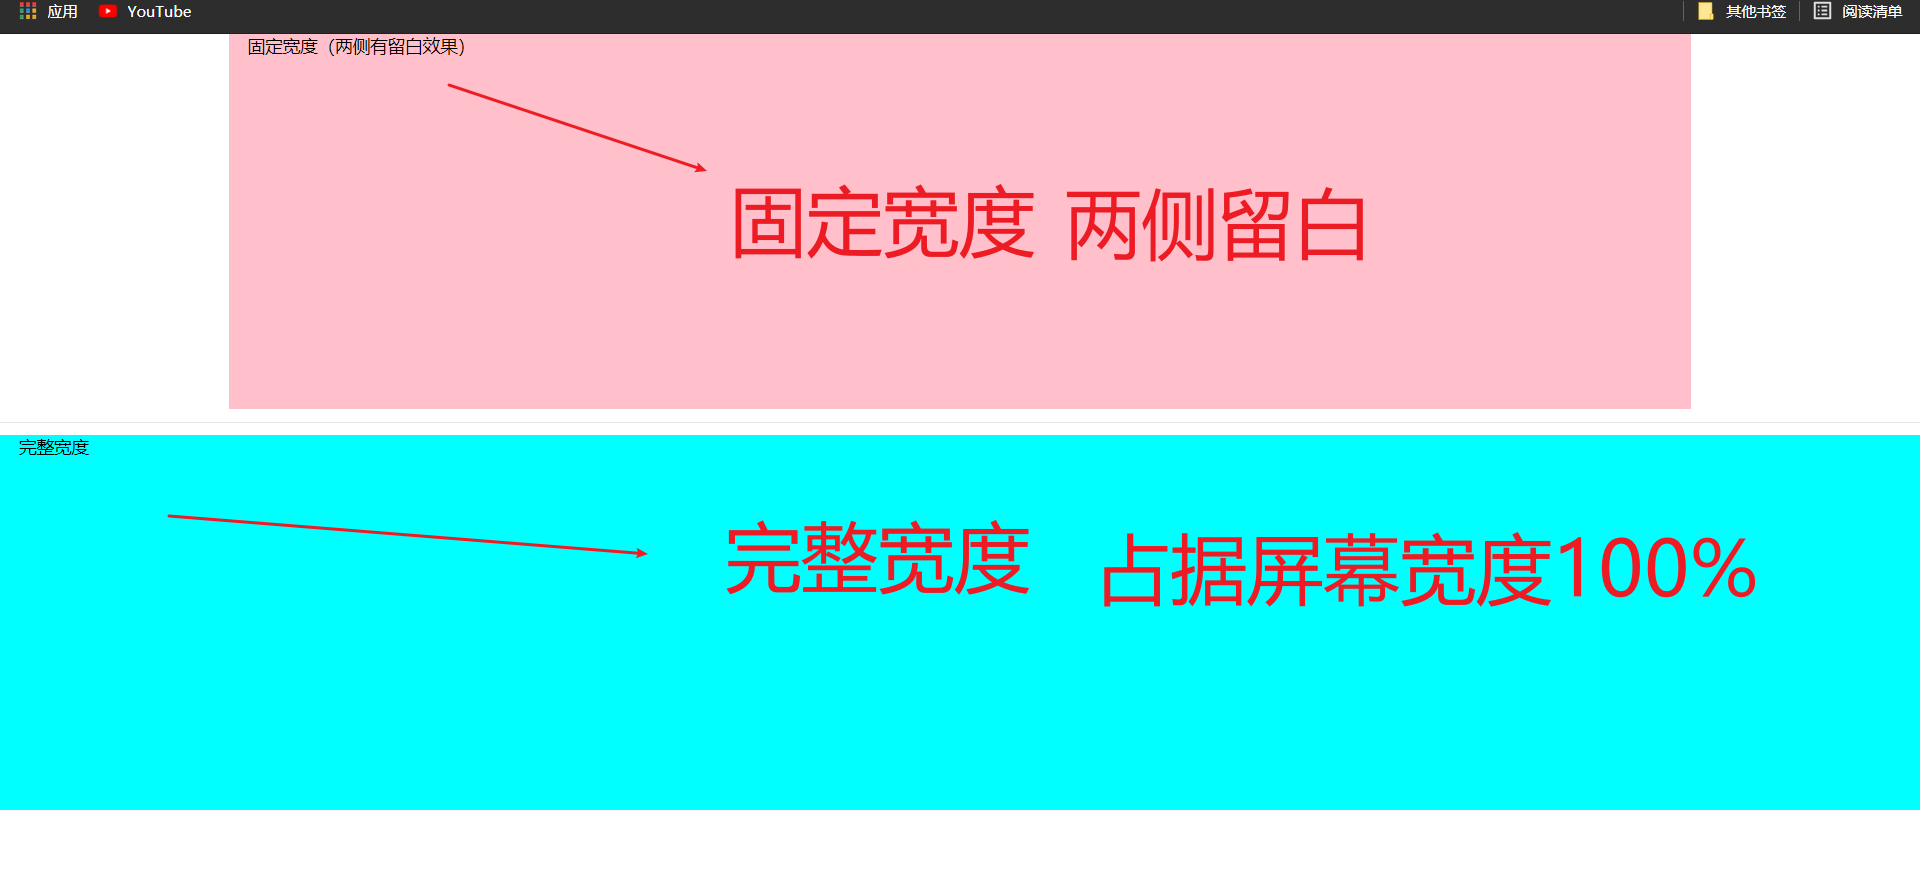 应用 YouTube 其他书签 阅读清单
固定宽度（两侧有留白效果）
固定宽度 两侧留白
完整宽度
完整宽度 占据屏幕宽度100%